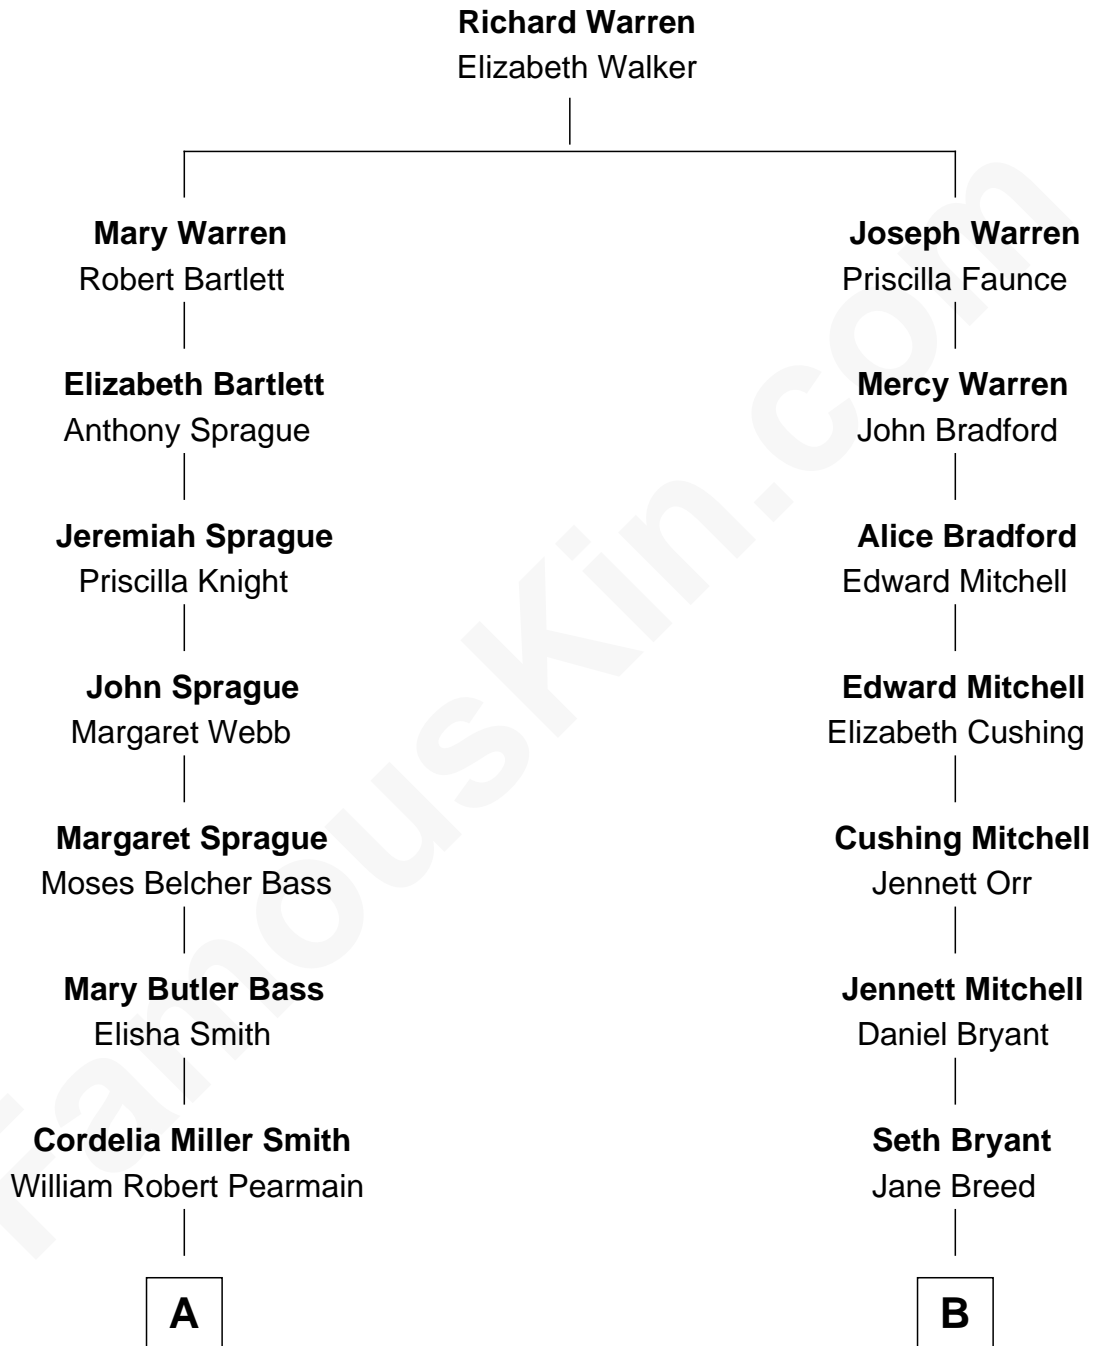 Richard Warren
Elizabeth Walker
Mary Warren
Robert Bartlett
Joseph Warren
Priscilla Faunce
Elizabeth Bartlett
Anthony Sprague
Mercy Warren
John Bradford
Jeremiah Sprague
Priscilla Knight
Alice Bradford
Edward Mitchell
John Sprague
Margaret Webb
Edward Mitchell
Elizabeth Cushing
Margaret Sprague
Moses Belcher Bass
Cushing Mitchell
Jennett Orr
Mary Butler Bass
Elisha Smith
Jennett Mitchell
Daniel Bryant
Cordelia Miller Smith
William Robert Pearmain
Seth Bryant
Jane Breed
A
B
FamousKin.com